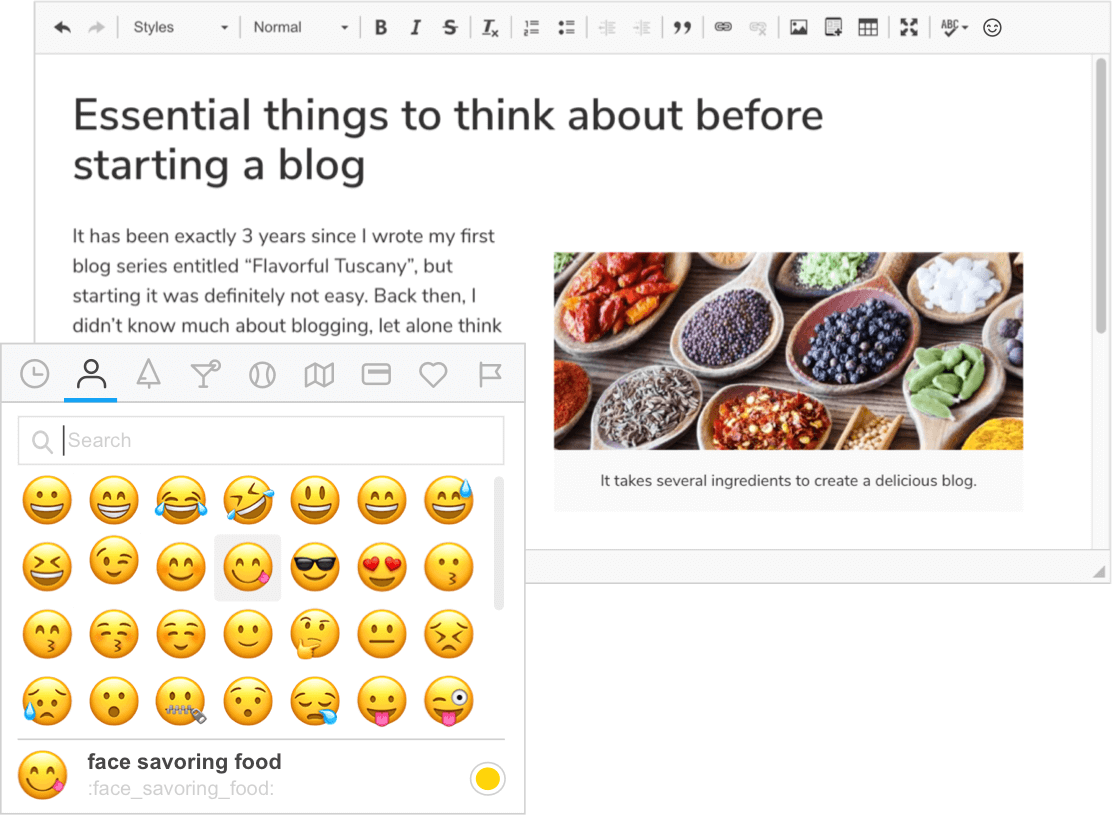 Styles Normal B I S Tx ABC
Essential things to think about before
starting a blog
It has been exactly 3 years since I wrote my first
blog series entitled “Flavorful Tuscany”, but
starting it was definitely not easy. Back then, I
didn’t know much about blogging, let alone think
It takes several ingredients to create a delicious blog.
Search
face savoring food
:face_savoring_food: